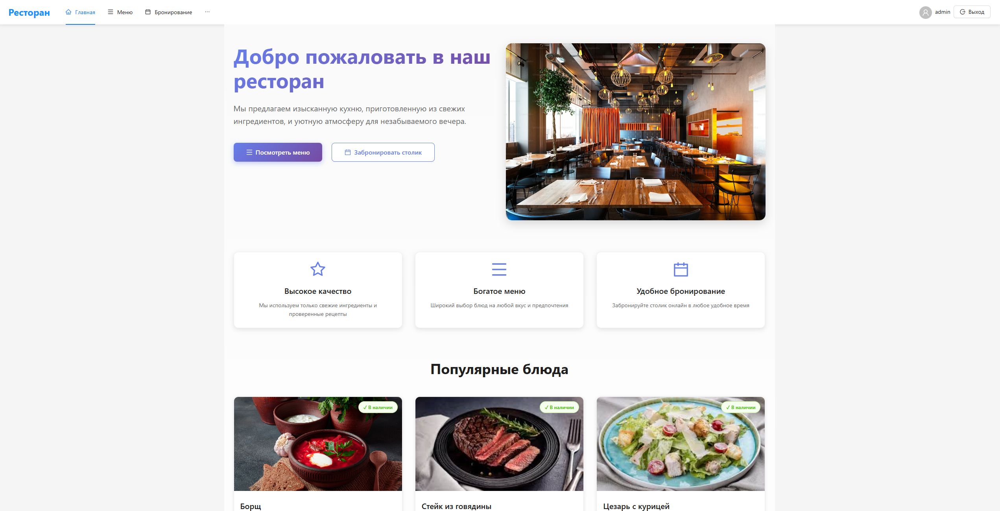 Ресторан
Главная
Меню
Бронирование
···
admin
Выход
Добро пожаловать в наш
ресторан
Мы предлагаем изысканную кухню, приготовленную из свежих
ингредиентов, и уютную атмосферу для незабываемого вечера.
Посмотреть меню
Забронировать столик
Высокое качество
Мы используем только свежие ингредиенты и
проверенные рецепты
Богатое меню
Широкий выбор блюд на любой вкус и предпочтения
Удобное бронирование
Забронируйте столик онлайн в любое удобное время
Популярные блюда
✓ В наличии
✓ В наличии
✓ В наличии
Борщ
Стейк из говядины
Цезарь с курицей